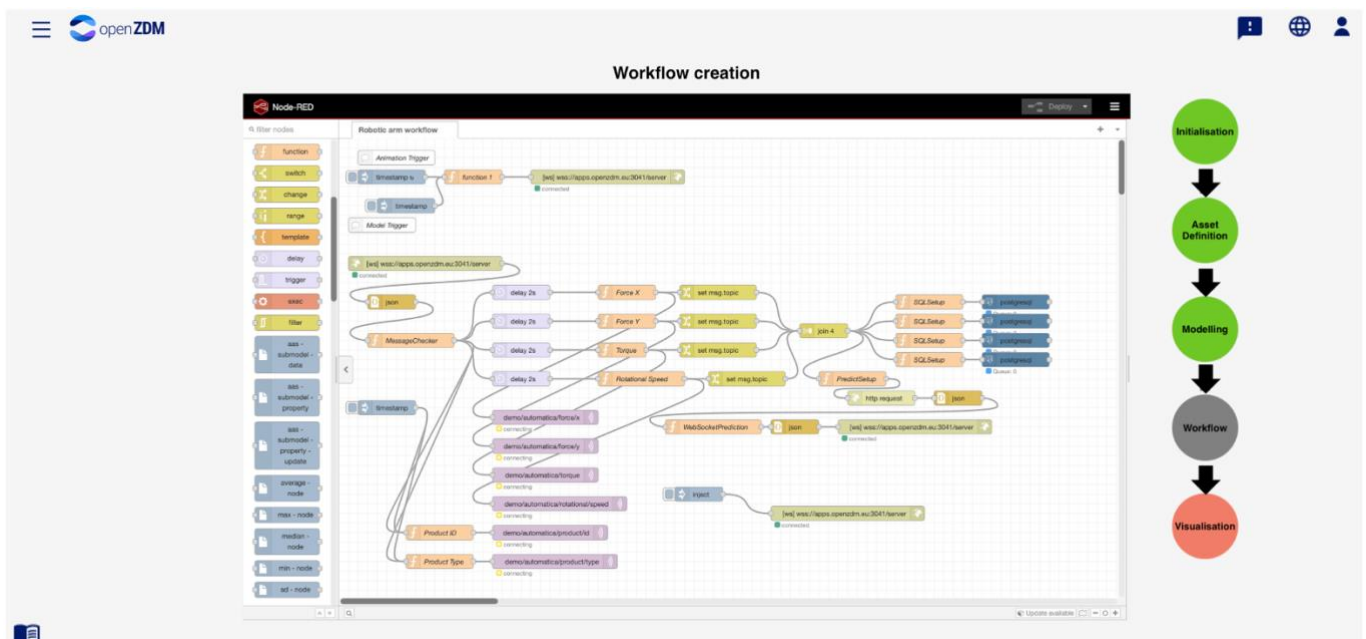 openZDM
Workflow creation
Node-RED
Deploy
filter nodes
Robotic arm workflow
function
switch
change
range
template
delay
trigger
exec
filter
aas -
submodel -
data
aas -
submodel -
property
aas -
submodel -
property -
update
average -
node
max - node
median -
node
min - node
sd - node
Animation Trigger
timestamp ↻
function 1
[ws] wss://apps.openzdm.eu:3041/server
connected
timestamp
Model Trigger
[ws] wss://apps.openzdm.eu:3041/server
connected
json
MessageChecker
delay 2s
Force X
set msg.topic
delay 2s
Force Y
set msg.topic
delay 2s
Torque
set msg.topic
delay 2s
Rotational Speed
set msg.topic
join 4
SQLSetup
postgresql
SQLSetup
postgresql
SQLSetup
postgresql
SQLSetup
postgresql
Queue: 0
PredictSetup
http request
json
timestamp
demo/automatica/force/x
connecting
WebSocketPrediction
json
[ws] wss://apps.openzdm.eu:3041/server
connected
demo/automatica/force/y
connecting
demo/automatica/torque
connecting
inject
demo/automatica/rotational/speed
connecting
[ws] wss://apps.openzdm.eu:3041/server
connected
Product ID
demo/automatica/product/id
connecting
Product Type
demo/automatica/product/type
connecting
Update available
Initialisation
Asset
Definition
Modelling
Workflow
Visualisation